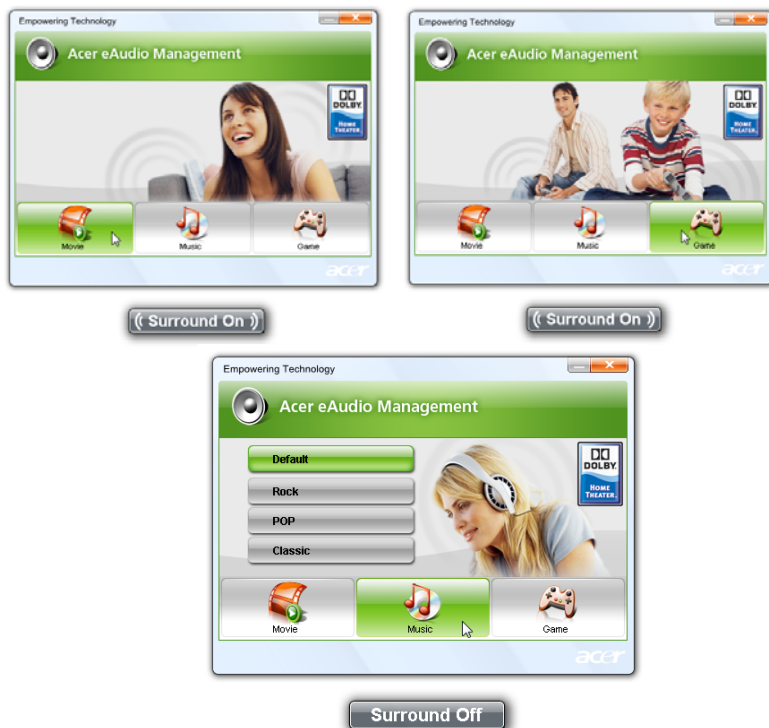 Empowering Technology
Acer eAudio Management
DOLBY
HOME
THEATER
Movie
Music
Game
acer
(( Surround On ))
Empowering Technology
Acer eAudio Management
DOLBY
HOME
THEATER
Movie
Music
Game
acer
(( Surround On ))
Empowering Technology
Acer eAudio Management
Default
Rock
POP
Classic
DOLBY
HOME
THEATER
Movie
Music
Game
acer
Surround Off